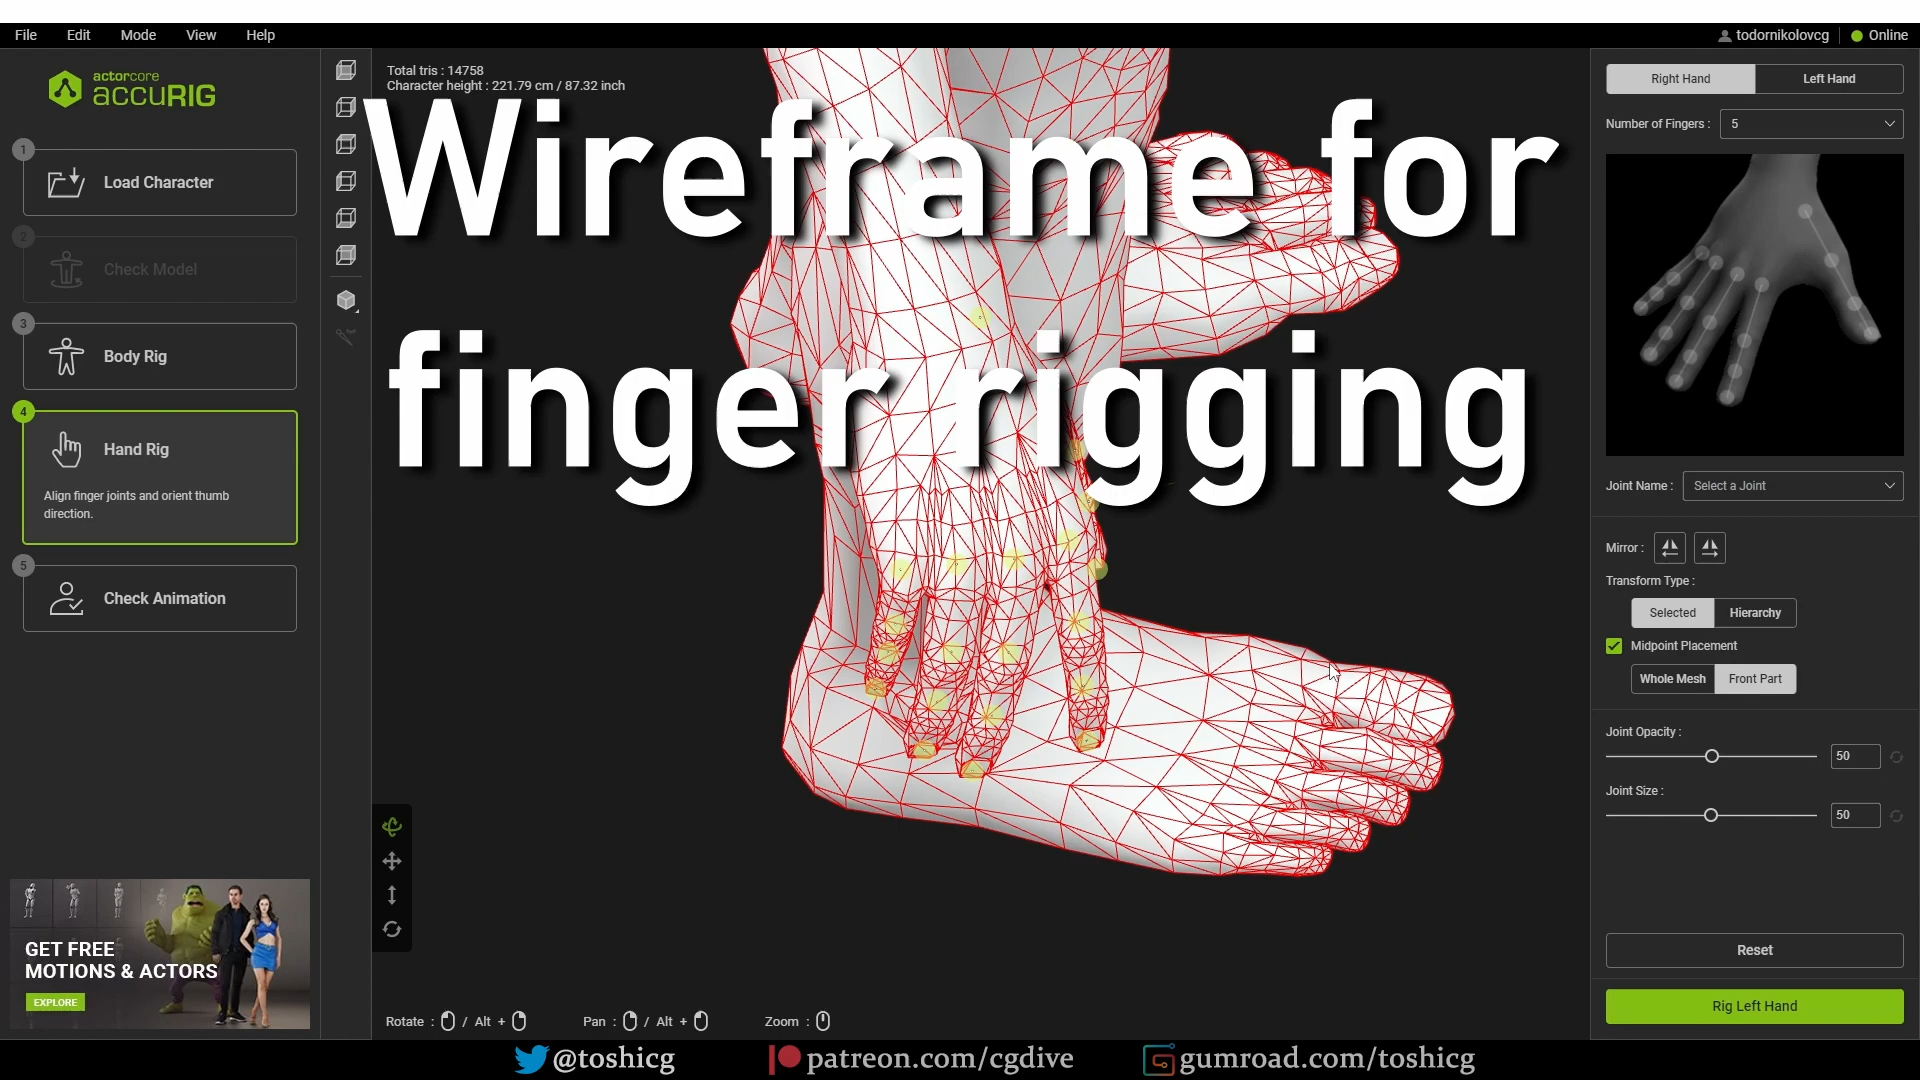 File Edit Mode View Help
todornikolovcg Online
actorcore
accuRIG
1
Load Character
2
Check Model
3
Body Rig
4
Hand Rig
Align finger joints and orient thumb
direction.
5
Check Animation
GET FREE
MOTIONS & ACTORS
EXPLORE
Total tris : 14758
Character height : 221.79 cm / 87.32 inch
Wireframe for
finger rigging
Rotate : / Alt + Pan : / Alt + Zoom :
Right Hand Left Hand
Number of Fingers : 5
Joint Name : Select a Joint
Mirror :
Transform Type :
Selected Hierarchy
Midpoint Placement
Whole Mesh Front Part
Joint Opacity :
50
Joint Size :
50
Reset
Rig Left Hand
@toshicg patreon.com/cgdive gumroad.com/toshicg